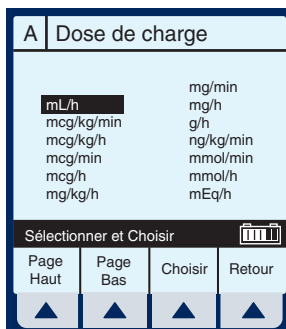 A Dose de charge
mL/h
mcg/kg/min
mcg/kg/h
mcg/min
mcg/h
mg/kg/h
mg/min
mg/h
g/h
ng/kg/min
mmol/min
mmol/h
mEq/h
Sélectionner et Choisir
Page Haut
Page Bas
Choisir
Retour